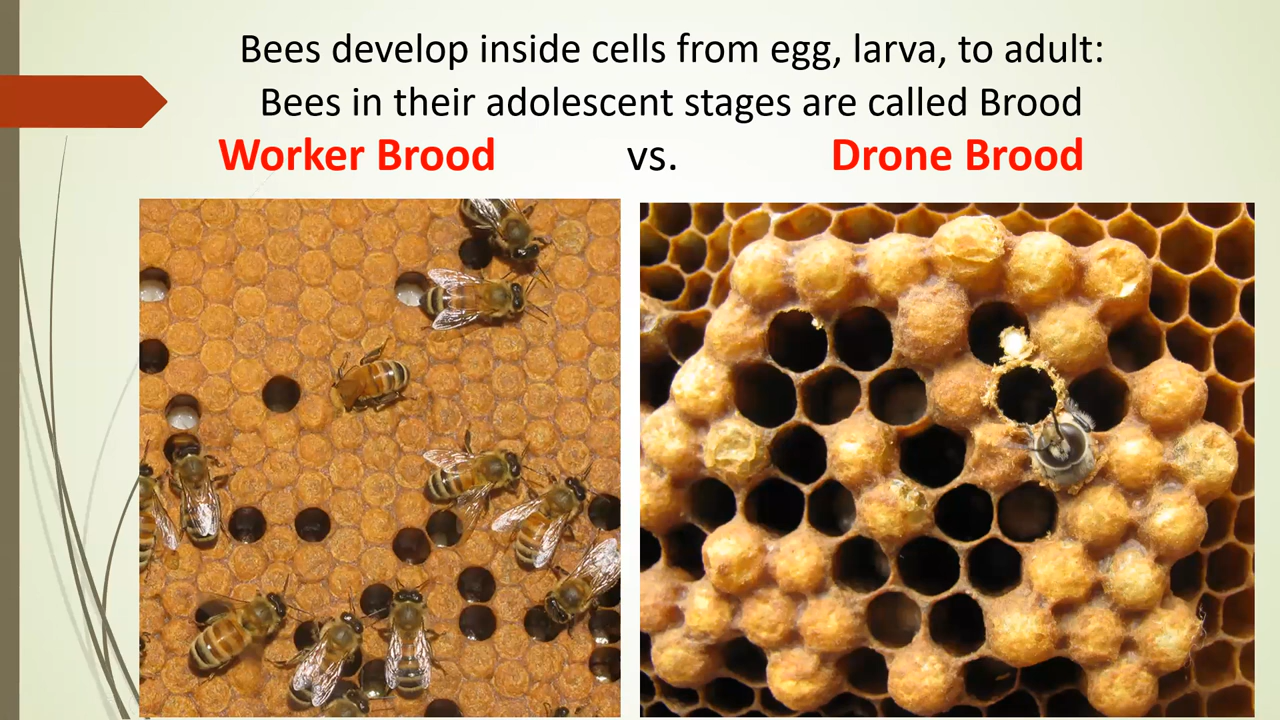 Bees develop inside cells from egg, larva, to adult:
Bees in their adolescent stages are called Brood
Worker Brood vs. Drone Brood